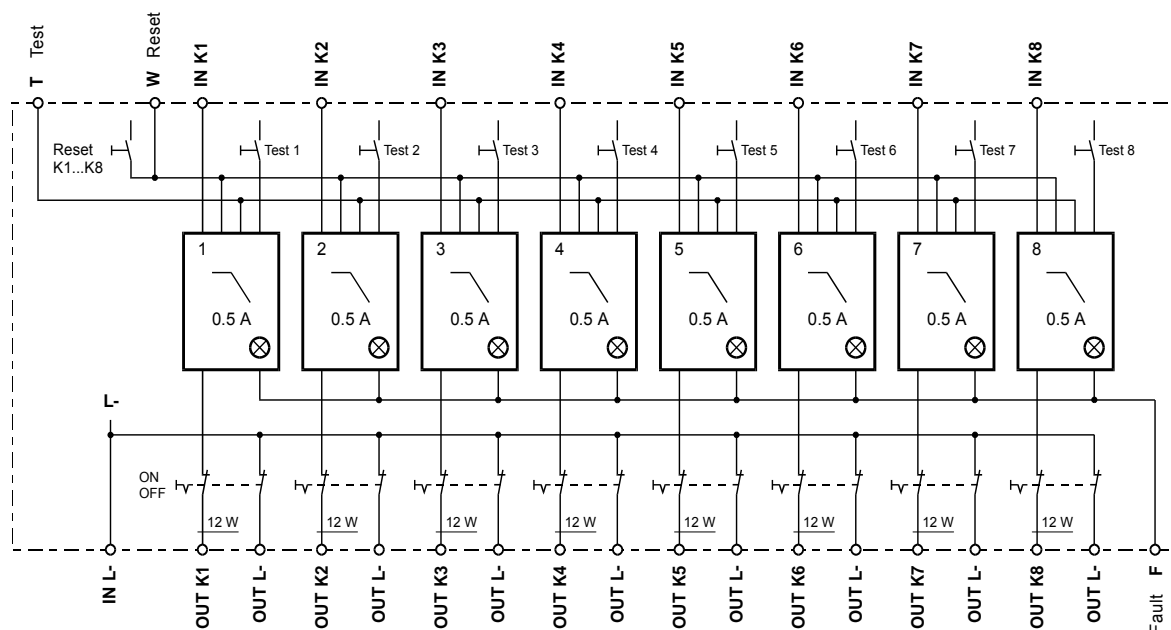 T Test
W Reset
IN K1
IN K2
IN K3
IN K4
IN K5
IN K6
IN K7
IN K8
Reset
K1...K8
Test 1
Test 2
Test 3
Test 4
Test 5
Test 6
Test 7
Test 8
1
2
3
4
5
6
7
8
0.5 A
0.5 A
0.5 A
0.5 A
0.5 A
0.5 A
0.5 A
0.5 A
L-
ON
OFF
12 W
12 W
12 W
12 W
12 W
12 W
12 W
12 W
IN L-
OUT K1
OUT L-
OUT K2
OUT L-
OUT K3
OUT L-
OUT K4
OUT L-
OUT K5
OUT L-
OUT K6
OUT L-
OUT K7
OUT L-
OUT K8
OUT L-
Fault F